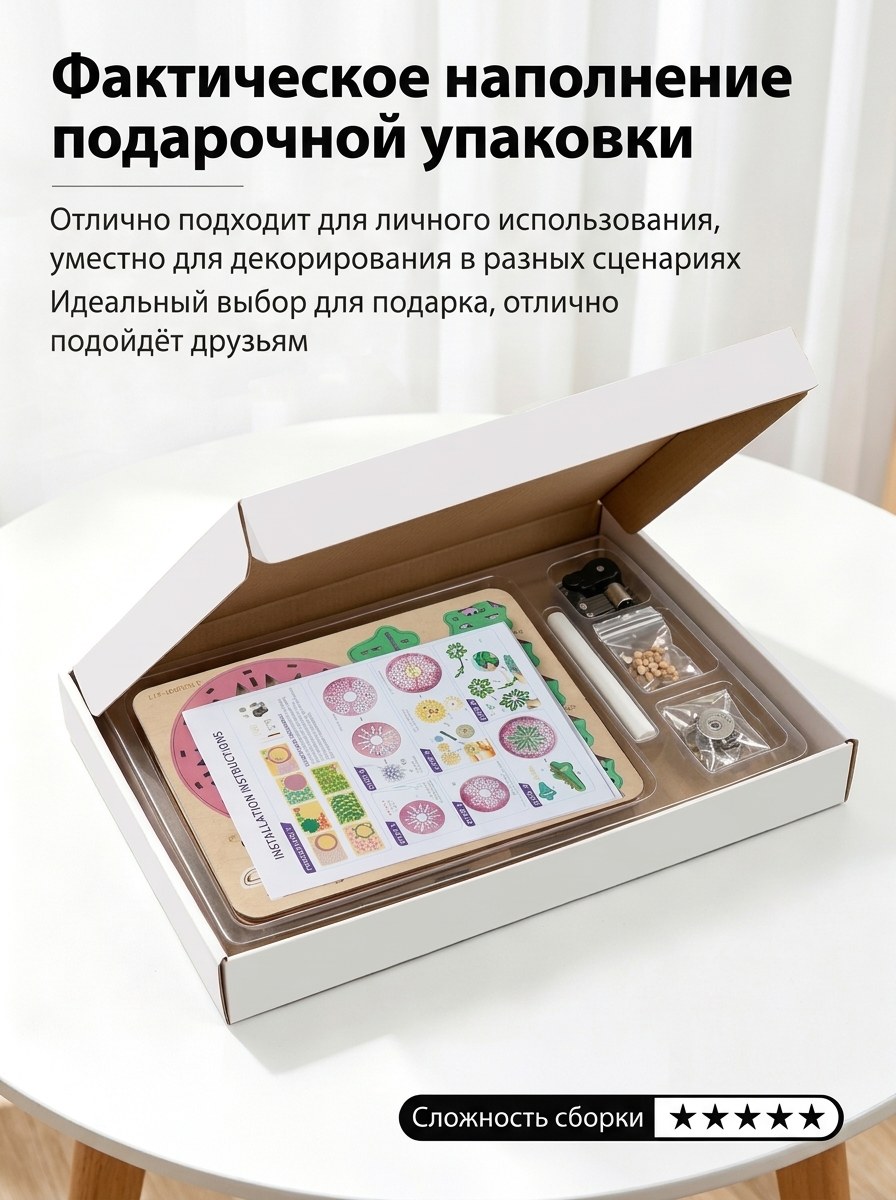 Фактическое наполнение
подарочной упаковки
Отлично подходит для личного использования,
уместно для декорирования в разных сценариях
Идеальный выбор для подарка, отлично
подойдёт друзьям
INSTALLATION INSTRUCTIONS
Сложность сборки ★★★★★